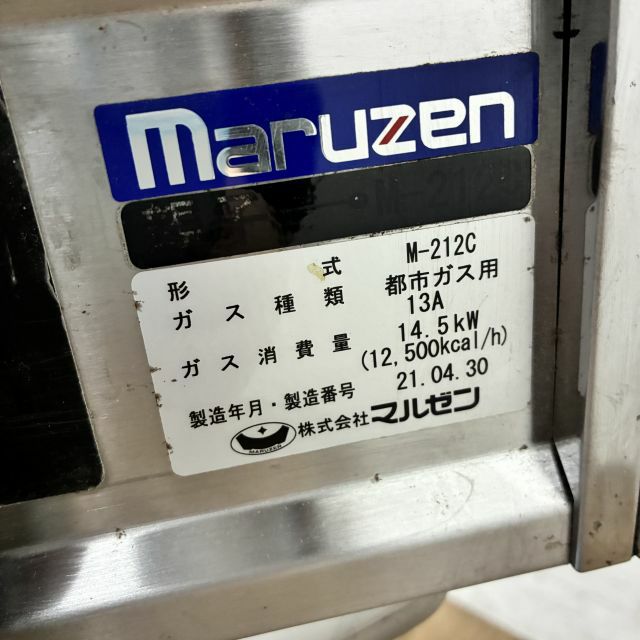 maruzen
M-212C
形式 M-212C
ガス種類 都市ガス用
13A
ガス消費量 14.5kW
(12,500kcal/h)
製造年月・製造番号 21.04.30
MARUZEN 株式会社マルゼン